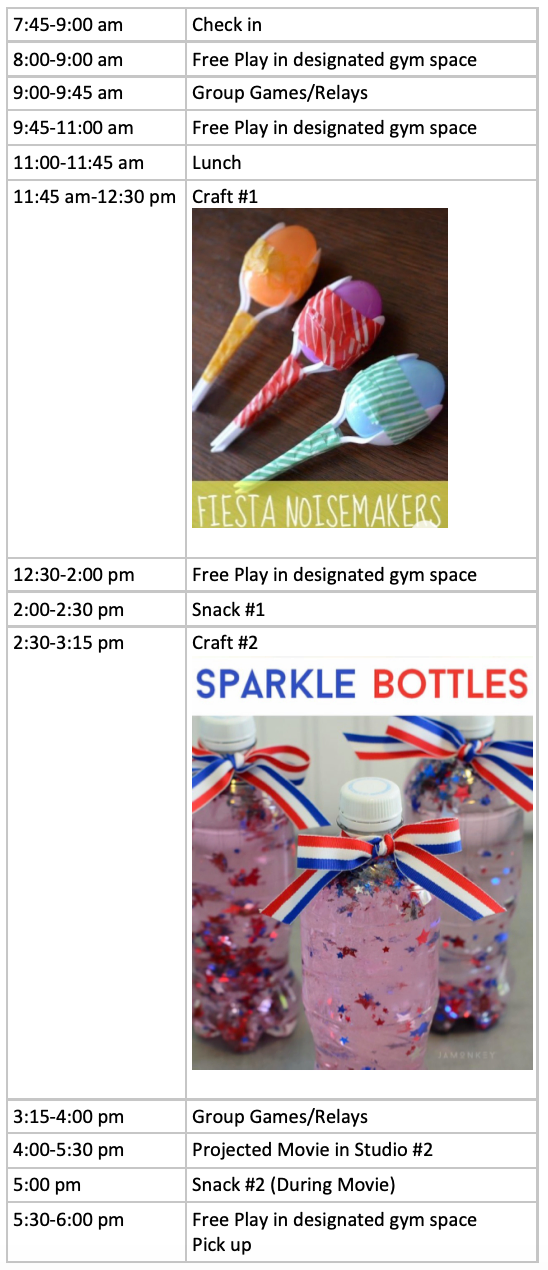 7:45-9:00 am Check in
8:00-9:00 am Free Play in designated gym space
9:00-9:45 am Group Games/Relays
9:45-11:00 am Free Play in designated gym space
11:00-11:45 am Lunch
11:45 am-12:30 pm Craft #1
FIESTA NOISEMAKERS
12:30-2:00 pm Free Play in designated gym space
2:00-2:30 pm Snack #1
2:30-3:15 pm Craft #2
SPARKLE BOTTLES
JAMONKEY
3:15-4:00 pm Group Games/Relays
4:00-5:30 pm Projected Movie in Studio #2
5:00 pm Snack #2 (During Movie)
5:30-6:00 pm Free Play in designated gym space
Pick up